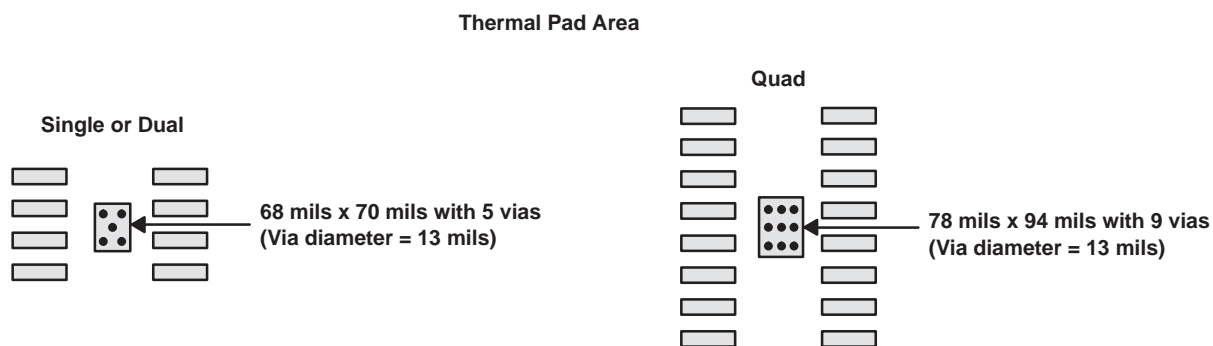 Thermal Pad Area
Single or Dual
68 mils x 70 mils with 5 vias
(Via diameter = 13 mils)
Quad
78 mils x 94 mils with 9 vias
(Via diameter = 13 mils)